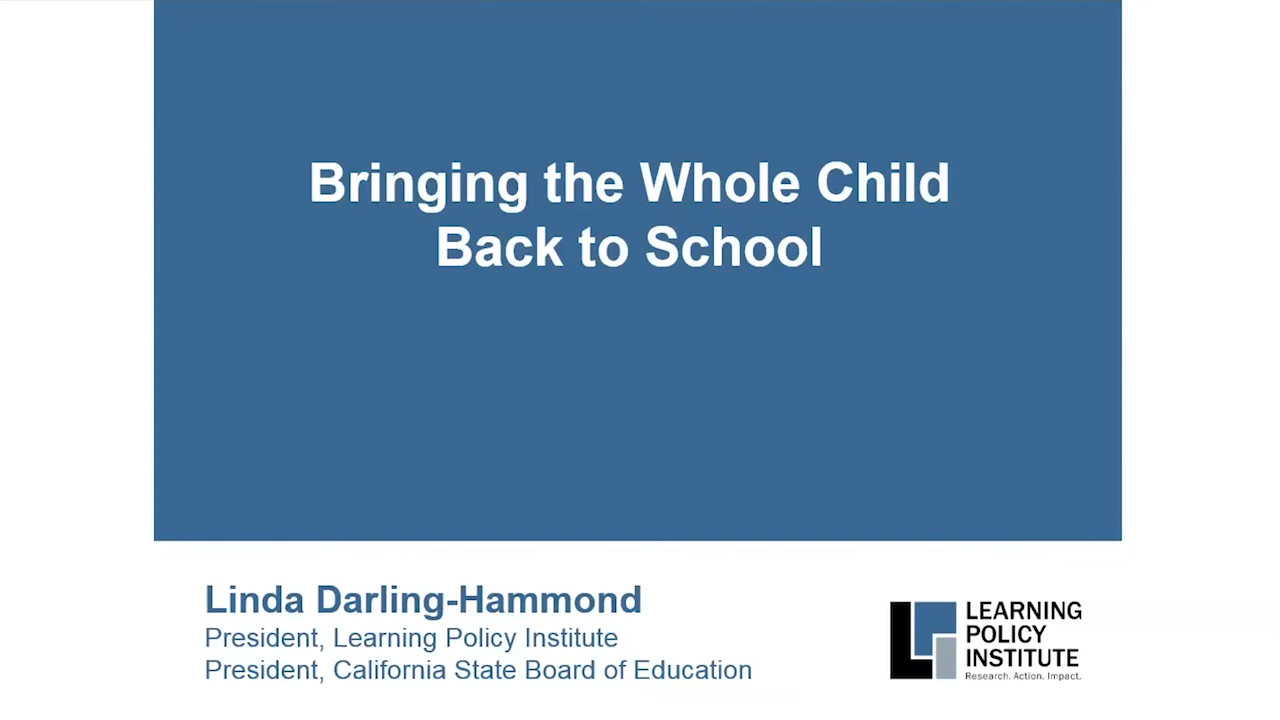 Bringing the Whole Child
Back to School
Linda Darling-Hammond
President, Learning Policy Institute
President, California State Board of Education
LEARNING
POLICY
INSTITUTE
Research. Action. Impact.